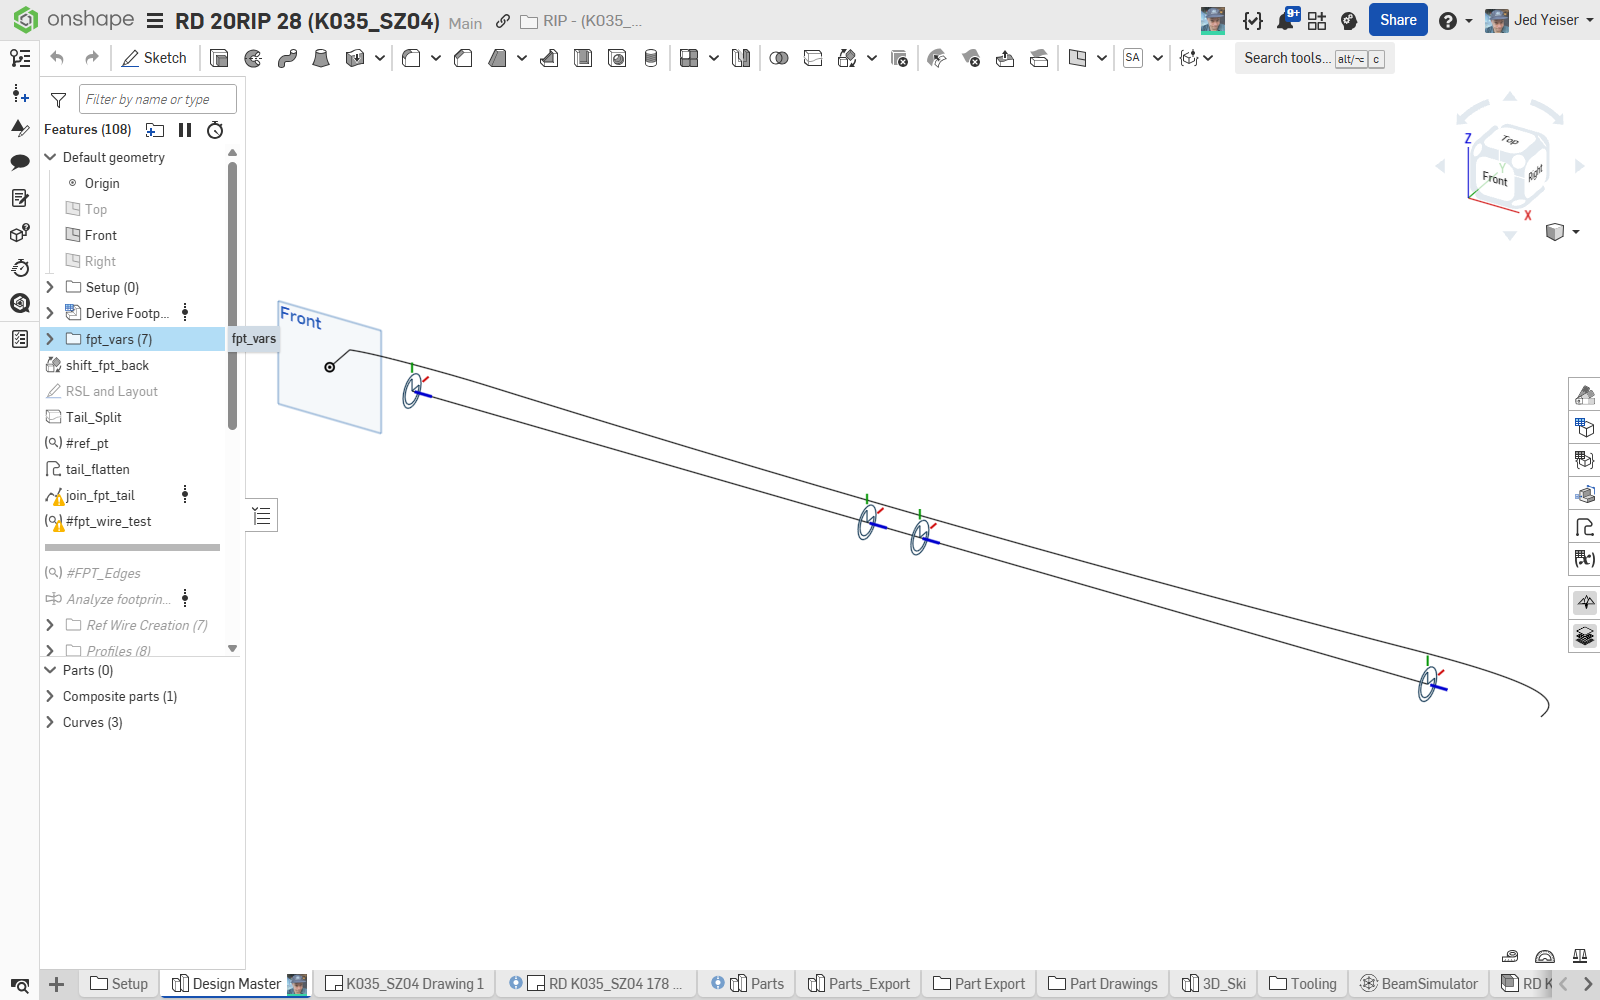 onshape
RD 20RIP 28 (K035_SZ04) Main RIP - (K035_...
9+
Share
Jed Yeiser
Sketch
SA
Search tools... alt/⌥ c
Filter by name or type
Features (108)
Default geometry
Origin
Top
Front
Right
Setup (0)
Derive Footp...
fpt_vars (7)
fpt_vars
shift_fpt_back
RSL and Layout
Tail_Split
#ref_pt
tail_flatten
join_fpt_tail
#fpt_wire_test
#FPT_Edges
Analyze footprin...
Ref Wire Creation (7)
Profiles (8)
Parts (0)
Composite parts (1)
Curves (3)
Front
Z
Top
Y
Front
Right
X
Setup
Design Master
K035_SZ04 Drawing 1
RD K035_SZ04 178 ...
Parts
Parts_Export
Part Export
Part Drawings
3D_Ski
Tooling
BeamSimulator
RD K